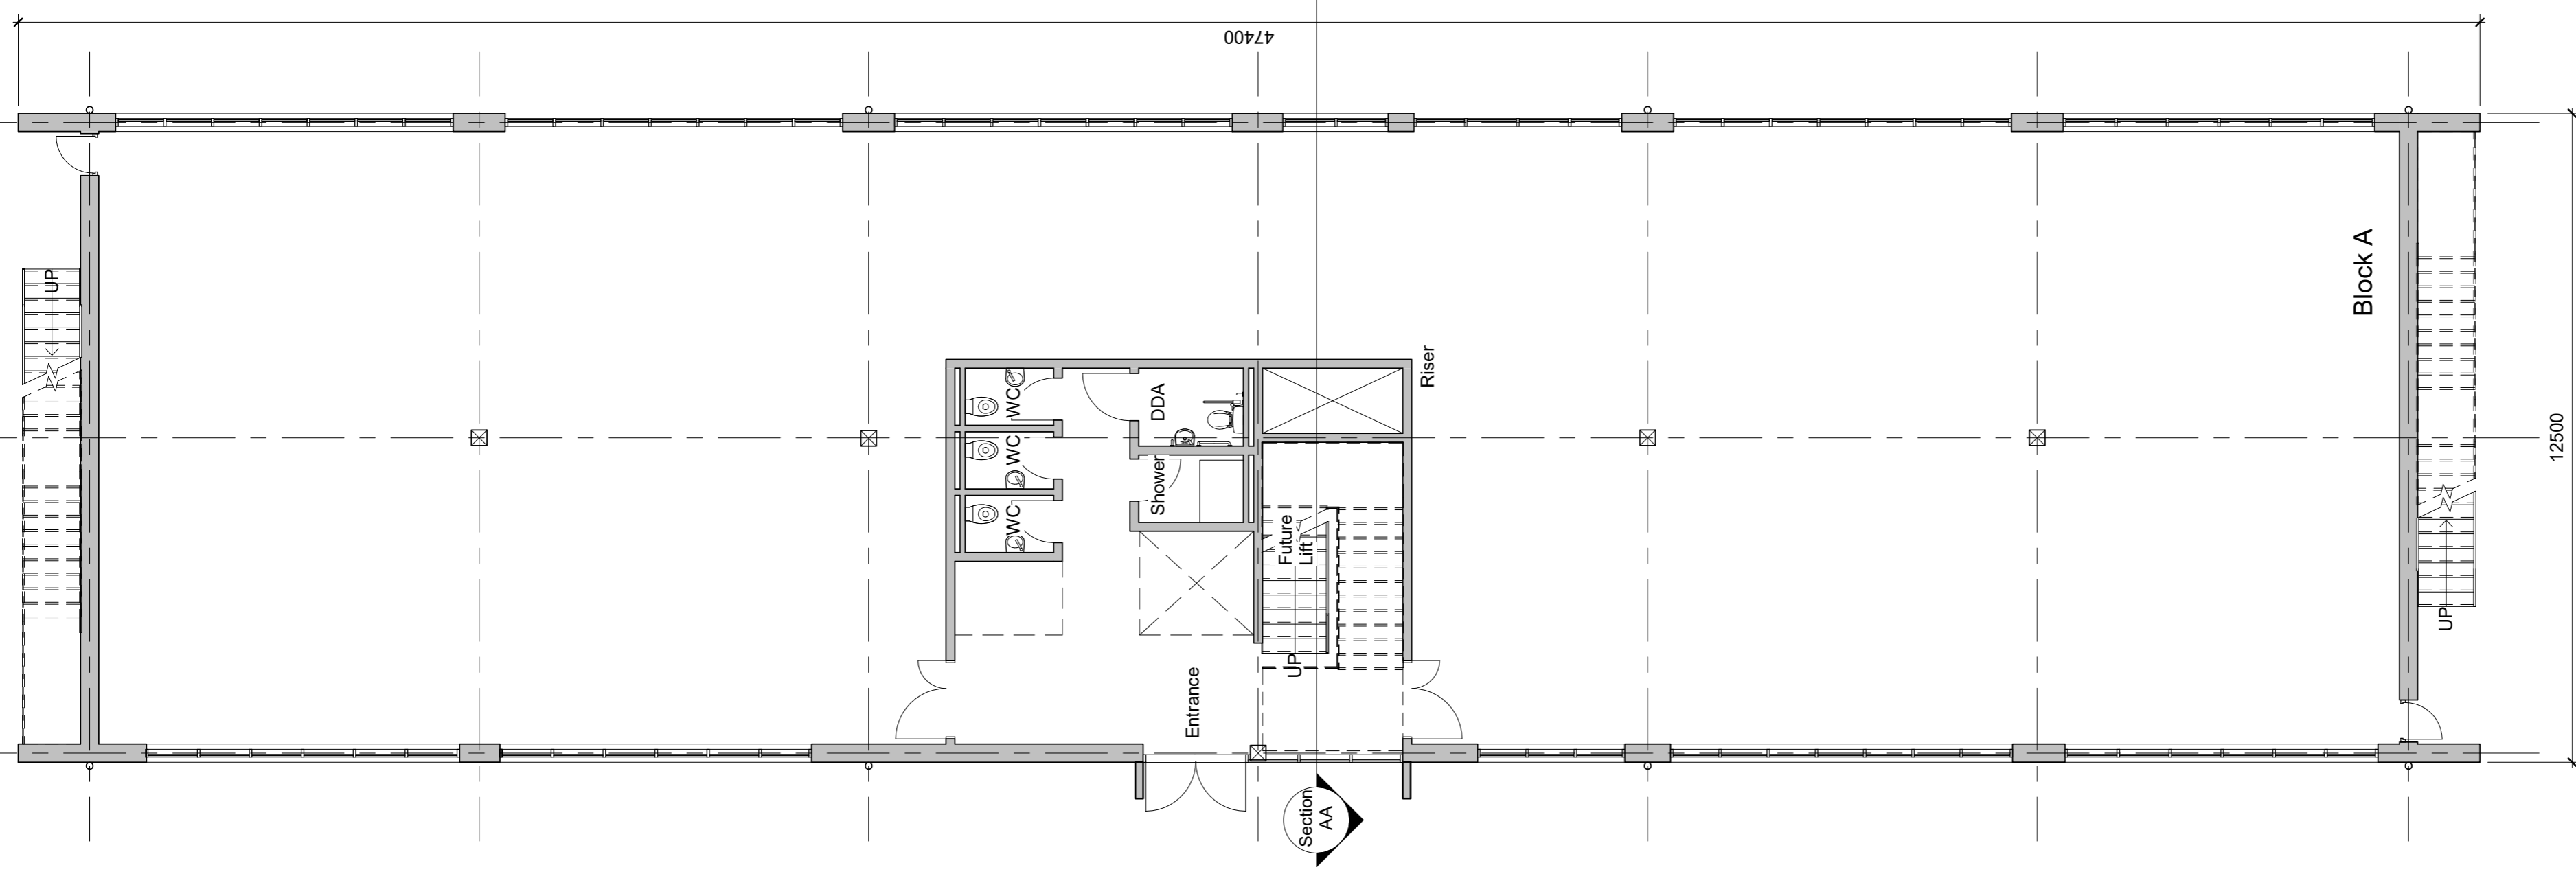 47400
UP
Block A
Riser
WC
DDA
WC
Shower
WC
Future
Lift
12500
UP
UP
Entrance
Section
AA